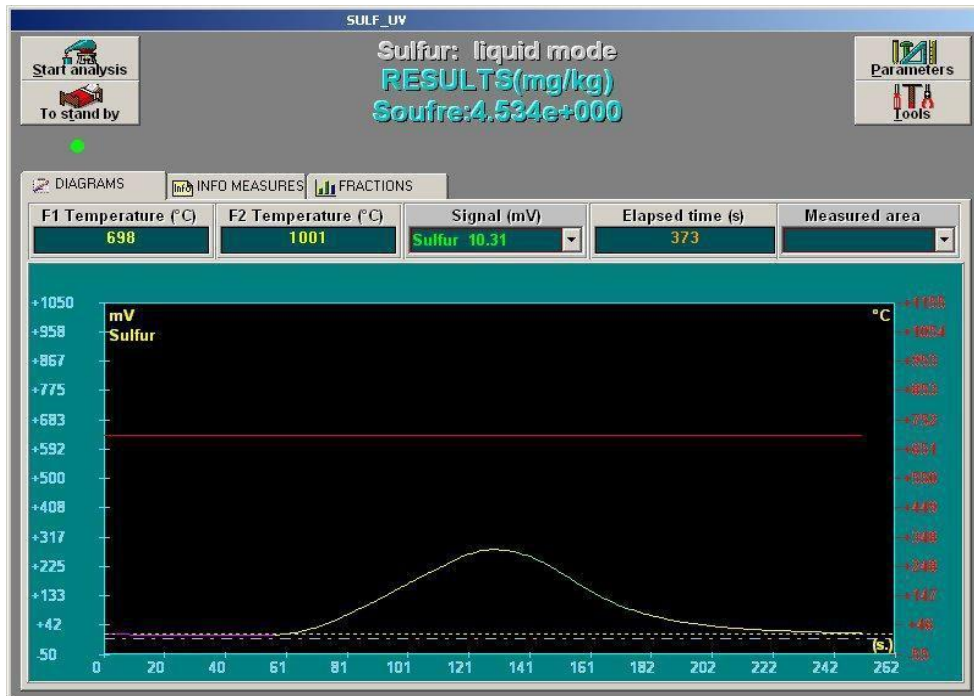 SULF_UV
Start analysis
To stand by
Sulfur: liquid mode
RESULTS(mg/kg)
Soufre:4.534e+000
Parameters
Tools
DIAGRAMS
INFO MEASURES
FRACTIONS
F1 Temperature (°C)
698
F2 Temperature (°C)
1001
Signal (mV)
Sulfur 10.31
Elapsed time (s)
373
Measured area
mV
Sulfur
°C
+1050
+958
+867
+775
+683
+592
+500
+408
+317
+225
+133
+42
-50
(s.)
0 20 40 61 81 101 121 141 161 182 202 222 242 262